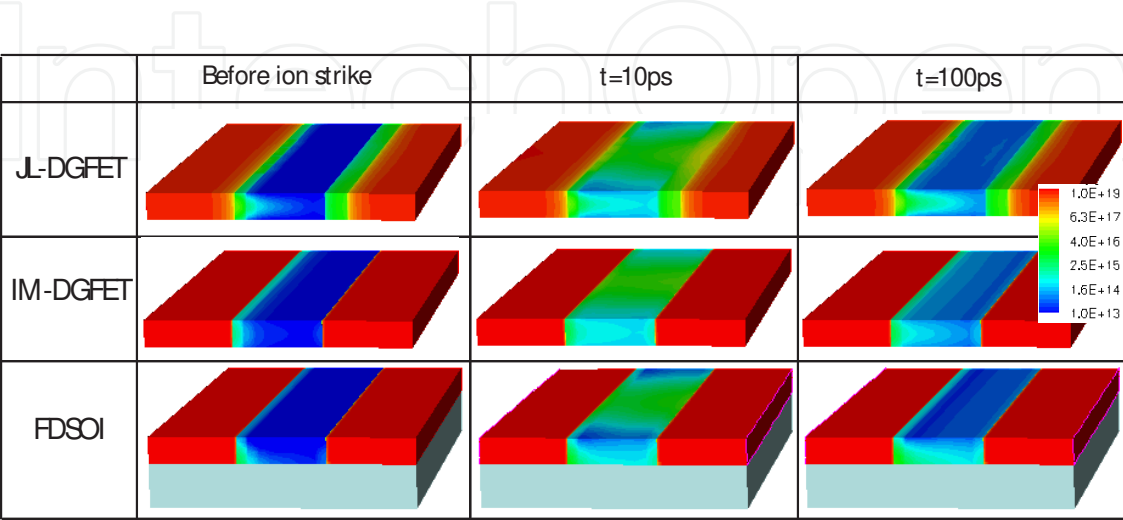 IntechOpen
Before ion strike
t=10ps
t=100ps
JL-DGFET
1.0E+19
6.3E+17
4.0E+16
2.5E+15
1.6E+14
1.0E+13
IM-DGFET
FDSOI